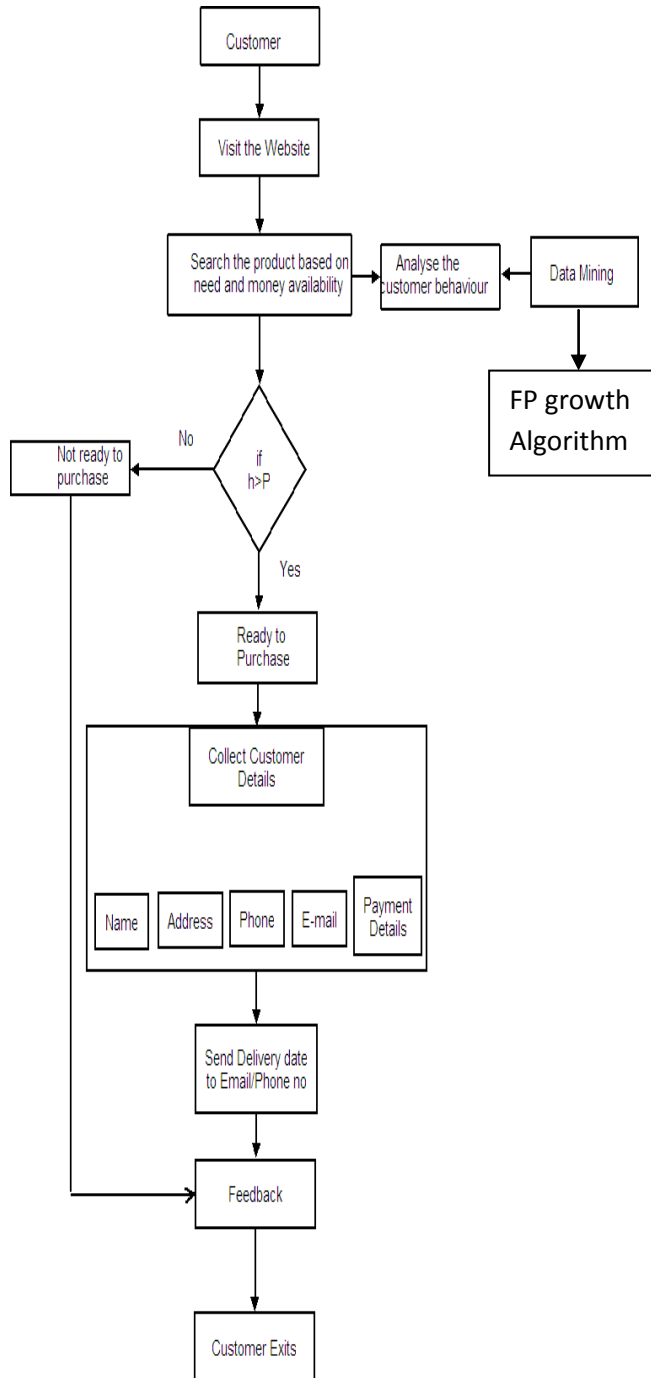 Customer
Visit the Website
Search the product based on
need and money availability
Analyse the
customer behaviour
Data Mining
FP growth
Algorithm
No
if
h>P
Not ready to
purchase
Yes
Ready to
Purchase
Collect Customer
Details
Name
Address
Phone
E-mail
Payment
Details
Send Delivery date
to Email/Phone no
Feedback
Customer Exits